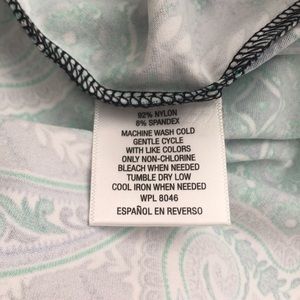 92% NYLON
8% SPANDEX
MACHINE WASH COLD
GENTLE CYCLE
WITH LIKE COLORS
ONLY NON-CHLORINE
BLEACH WHEN NEEDED
TUMBLE DRY LOW
COOL IRON WHEN NEEDED
WPL 8046
ESPAÑOL EN REVERSO